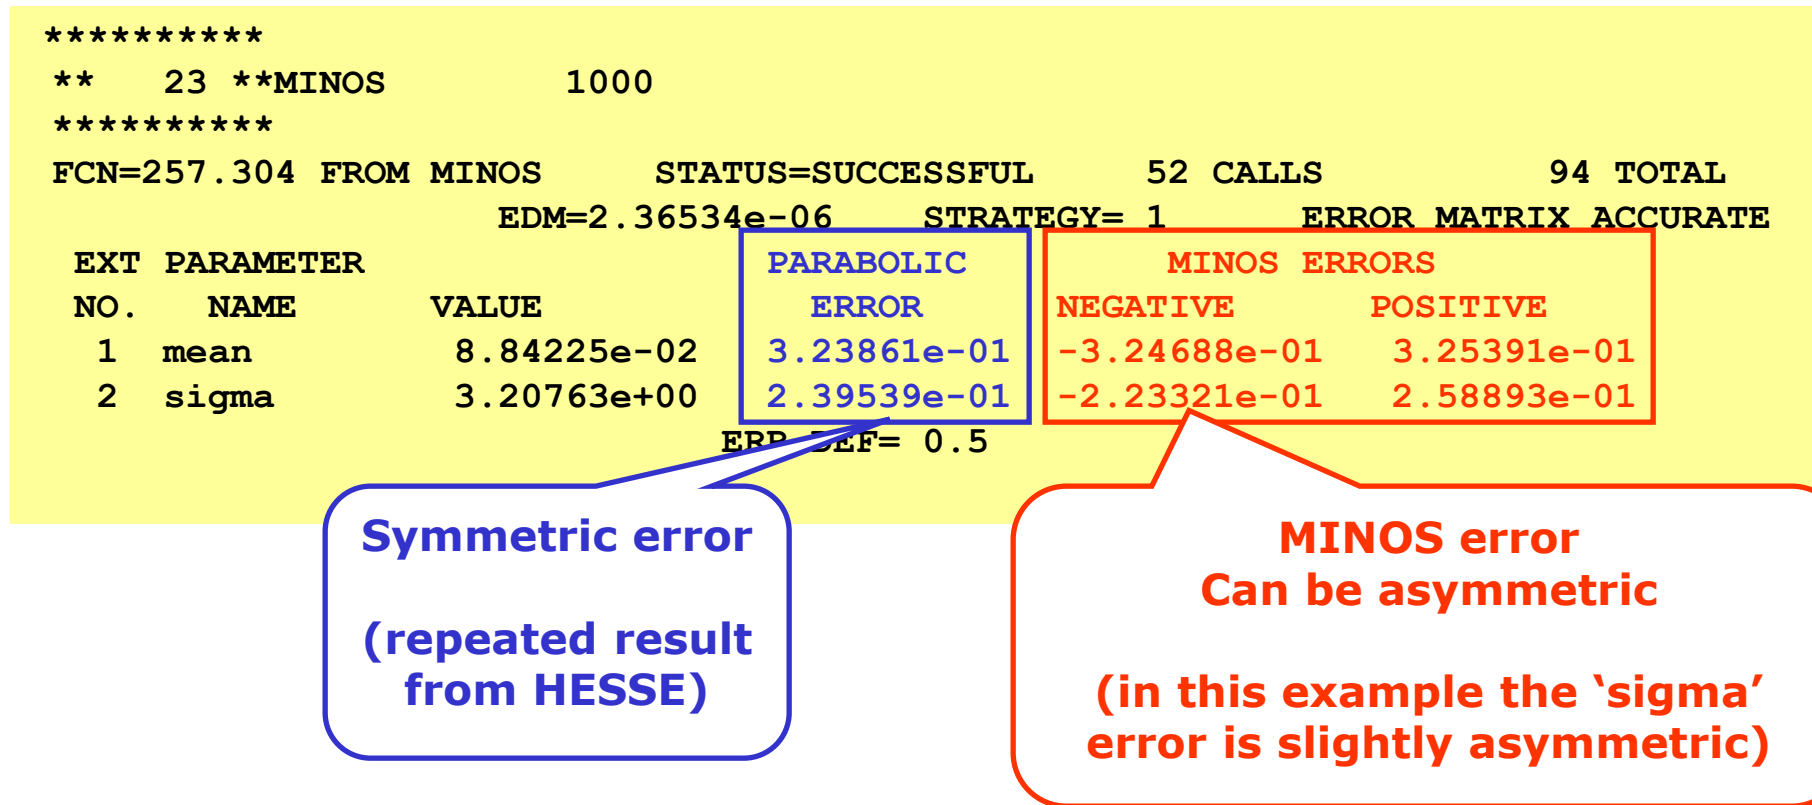 **********
** 23 **MINOS 1000
**********
FCN=257.304 FROM MINOS STATUS=SUCCESSFUL 52 CALLS 94 TOTAL
EDM=2.36534e-06 STRATEGY= 1 ERROR MATRIX ACCURATE
EXT PARAMETER PARABOLIC MINOS ERRORS
NO. NAME VALUE ERROR NEGATIVE POSITIVE
1 mean 8.84225e-02 3.23861e-01 -3.24688e-01 3.25391e-01
2 sigma 3.20763e+00 2.39539e-01 -2.23321e-01 2.58893e-01
ERR DEF= 0.5
Symmetric error
(repeated result
from HESSE)
MINOS error
Can be asymmetric
(in this example the ‘sigma’
error is slightly asymmetric)